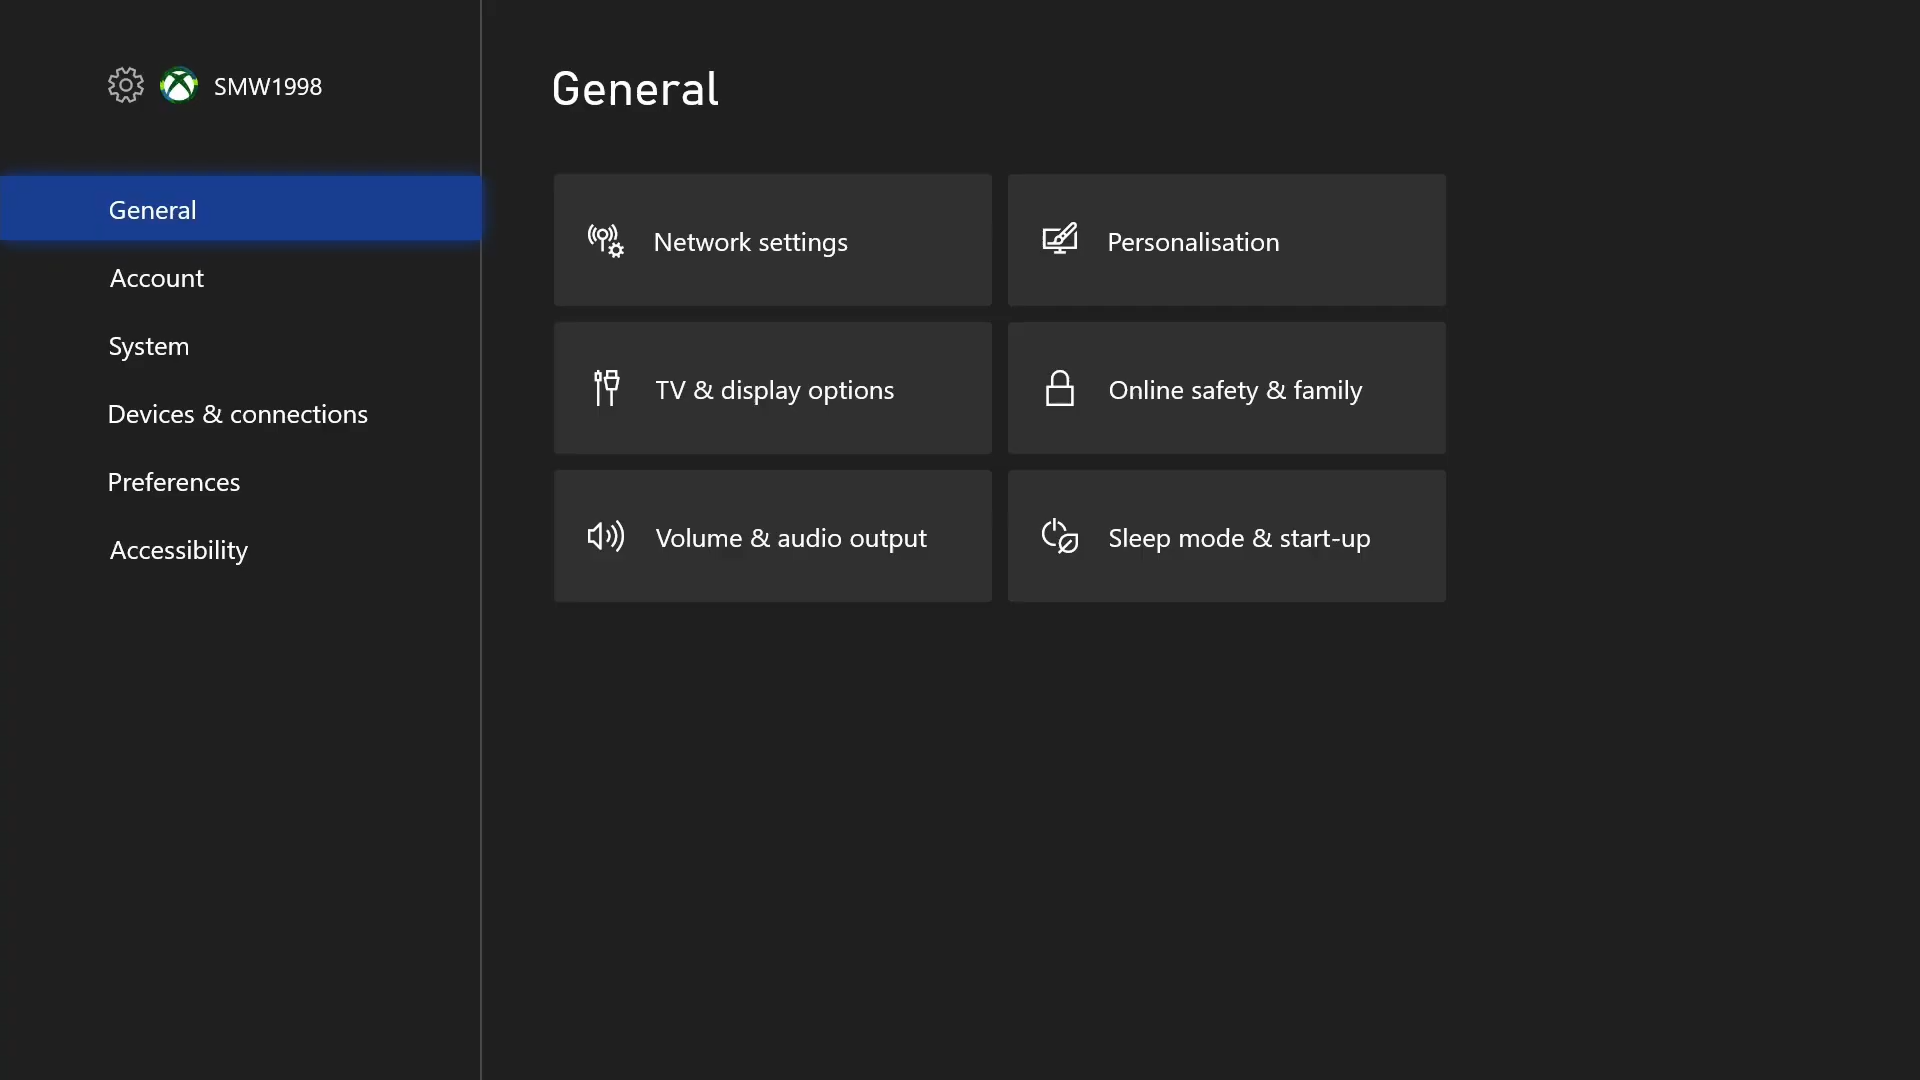 SMW1998
General
Account
System
Devices & connections
Preferences
Accessibility
General
Network settings
Personalisation
TV & display options
Online safety & family
Volume & audio output
Sleep mode & start-up